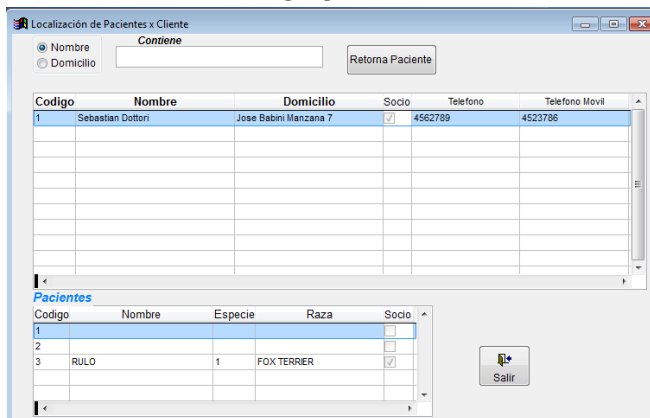 Localización de Pacientes x Cliente
Nombre
Domicilio
Contiene
Retorna Paciente
Codigo Nombre Domicilio Socio Telefono Telefono Movil
1 Sebastian Dottori Jose Babini Manzana 7 4562789 4523786
Pacientes
Codigo Nombre Especie Raza Socio
1
2
3 RULO 1 FOX TERRIER
Salir